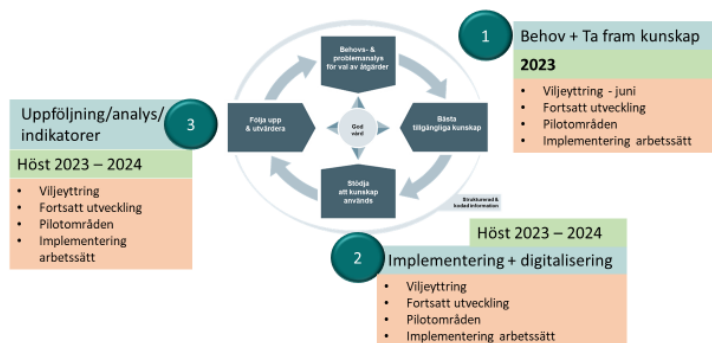 1
Behov + Ta fram kunskap
2023
• Viljeyttring - juni
• Fortsatt utveckling
• Pilotområden
• Implementering arbetssätt
Behovs- &
problemanalys
för val av åtgärder
Bästa
tillgängliga kunskap
God
vård
Följa upp
& utvärdera
Stödja
att kunskap
används
Strukturerad &
kodad information
3
Uppföljning/analys/
indikatorer
Höst 2023 – 2024
• Viljeyttring
• Fortsatt utveckling
• Pilotområden
• Implementering
arbetssätt
Höst 2023 – 2024
2
Implementering + digitalisering
• Viljeyttring
• Fortsatt utveckling
• Pilotområden
• Implementering arbetssätt